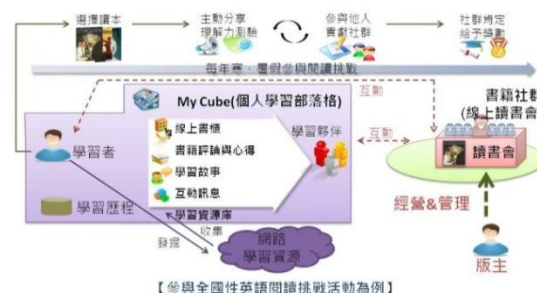 選擇讀本
主動分享
理解力測驗
參與他人
貢獻社群
社群肯定
給予獎勵
每年寒、暑假參與閱讀挑戰
My Cube(個人學習部落格)
互動
書籍社群
(線上讀書會)
線上書櫃
書籍評論與心得
學習故事
互動訊息
學習資源庫
學習夥伴
互動
讀書會
學習者
學習歷程
經營&管理
收集
發掘
網路
學習資源
版主
【參與全國性英語閱讀挑戰活動為例】